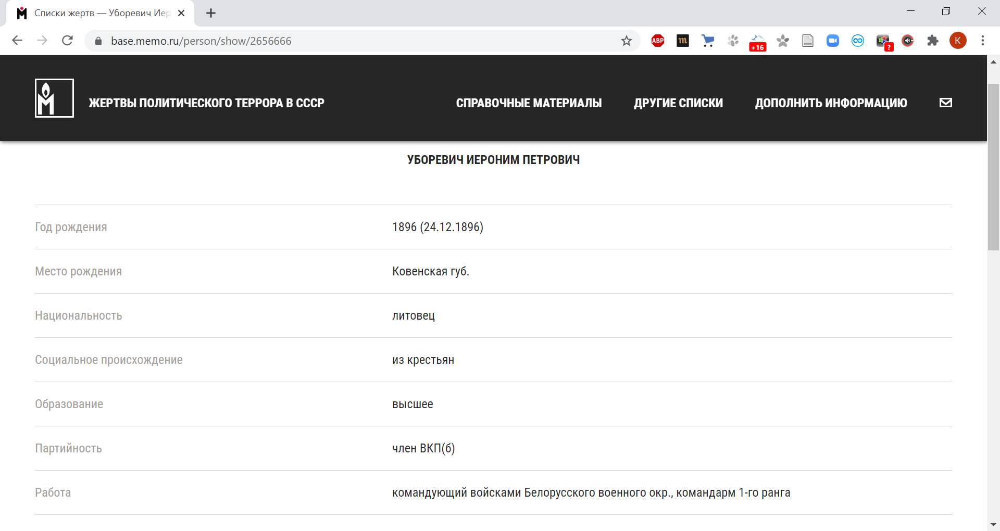 Списки жертв — Уборевич Иер
base.memo.ru/person/show/2656666
ABP
m
+16
?
K
М
ЖЕРТВЫ ПОЛИТИЧЕСКОГО ТЕРРОРА В СССР
СПРАВОЧНЫЕ МАТЕРИАЛЫ
ДРУГИЕ СПИСКИ
ДОПОЛНИТЬ ИНФОРМАЦИЮ
УБОРЕВИЧ ИЕРОНИМ ПЕТРОВИЧ
Год рождения 1896 (24.12.1896)
Место рождения Ковенская губ.
Национальность литовец
Социальное происхождение из крестьян
Образование высшее
Партийность член ВКП(б)
Работа командующий войсками Белорусского военного окр., командарм 1-го ранга